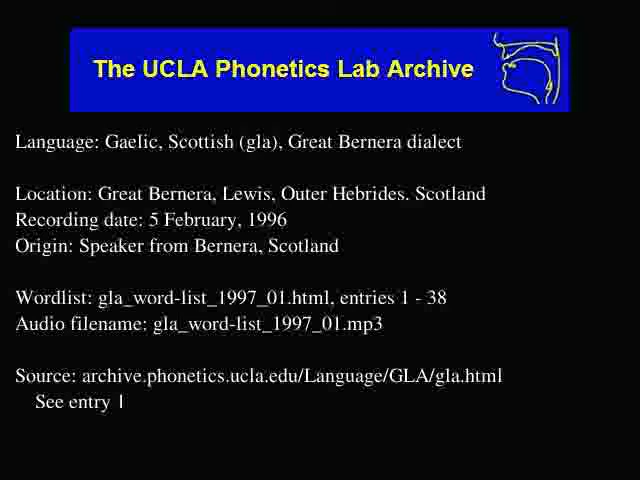 The UCLA Phonetics Lab Archive
Language: Gaelic, Scottish (gla), Great Bernera dialect
Location: Great Bernera, Lewis, Outer Hebrides. Scotland
Recording date: 5 February, 1996
Origin: Speaker from Bernera, Scotland
Wordlist: gla_word-list_1997_01.html, entries 1 - 38
Audio filename: gla_word-list_1997_01.mp3
Source: archive.phonetics.ucla.edu/Language/GLA/gla.html
See entry 1